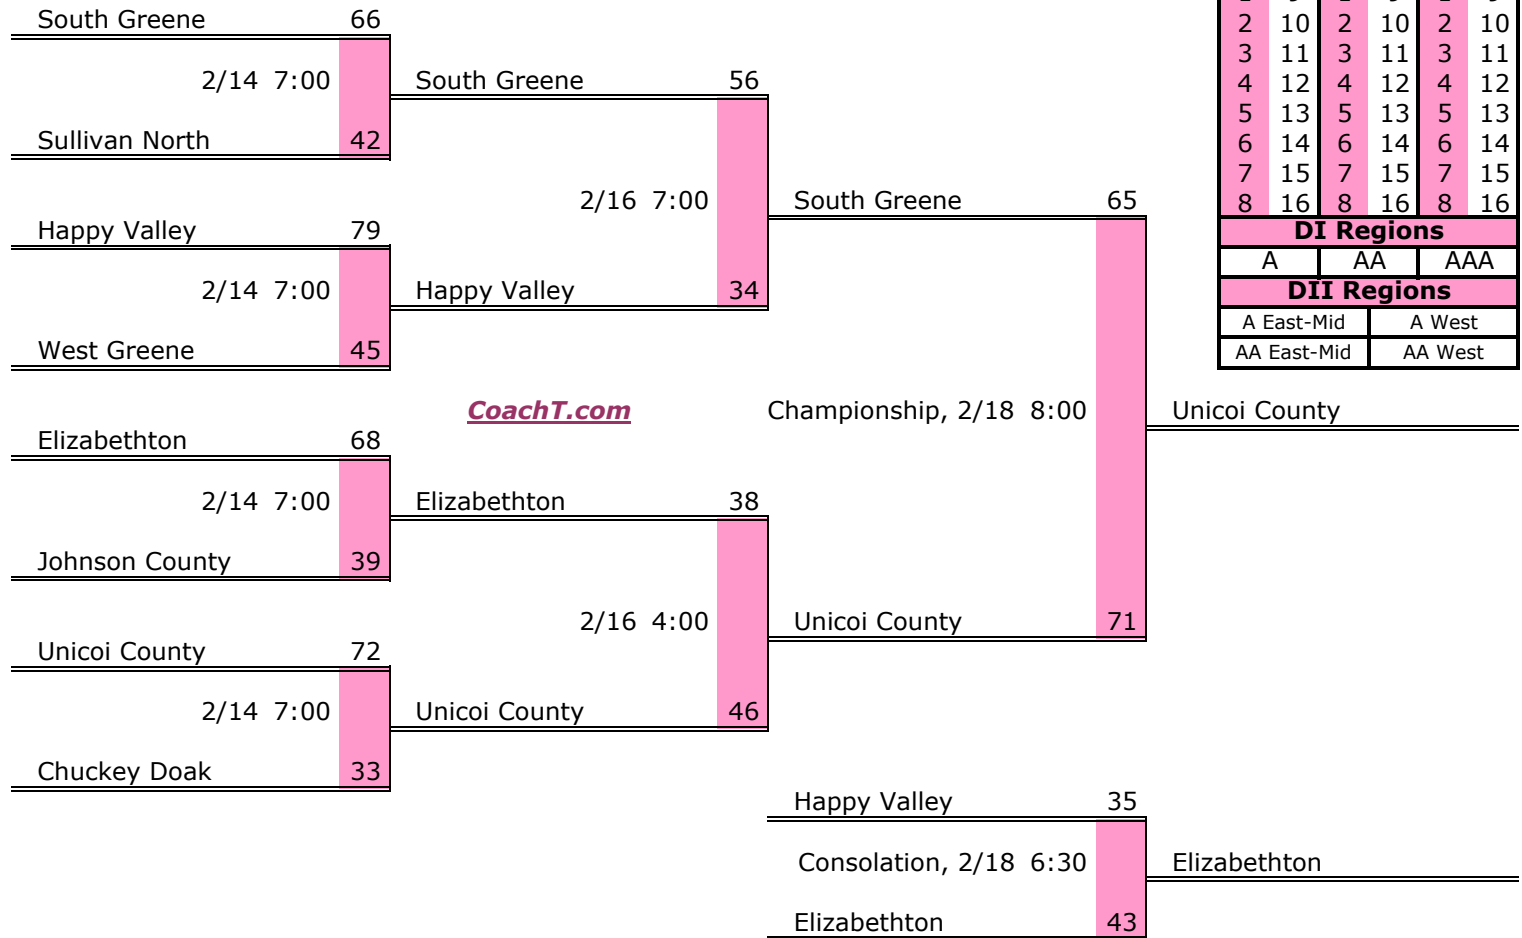 South Greene 66
2/14 7:00
Sullivan North 42
Happy Valley 79
2/14 7:00
West Greene 45
Elizabethton 68
2/14 7:00
Johnson County 39
Unicoi County 72
2/14 7:00
Chuckey Doak 33
South Greene 56
2/16 7:00
Happy Valley 34
CoachT.com
Elizabethton 38
2/16 4:00
Unicoi County 46
South Greene 65
Championship, 2/18 8:00
Unicoi County 71
Unicoi County
Happy Valley 35
Consolation, 2/18 6:30
Elizabethton 43
Elizabethton
2 10 2 10 2 10
3 11 3 11 3 11
4 12 4 12 4 12
5 13 5 13 5 13
6 14 6 14 6 14
7 15 7 15 7 15
8 16 8 16 8 16
DI Regions
A AA AAA
DII Regions
A East-Mid A West
AA East-Mid AA West